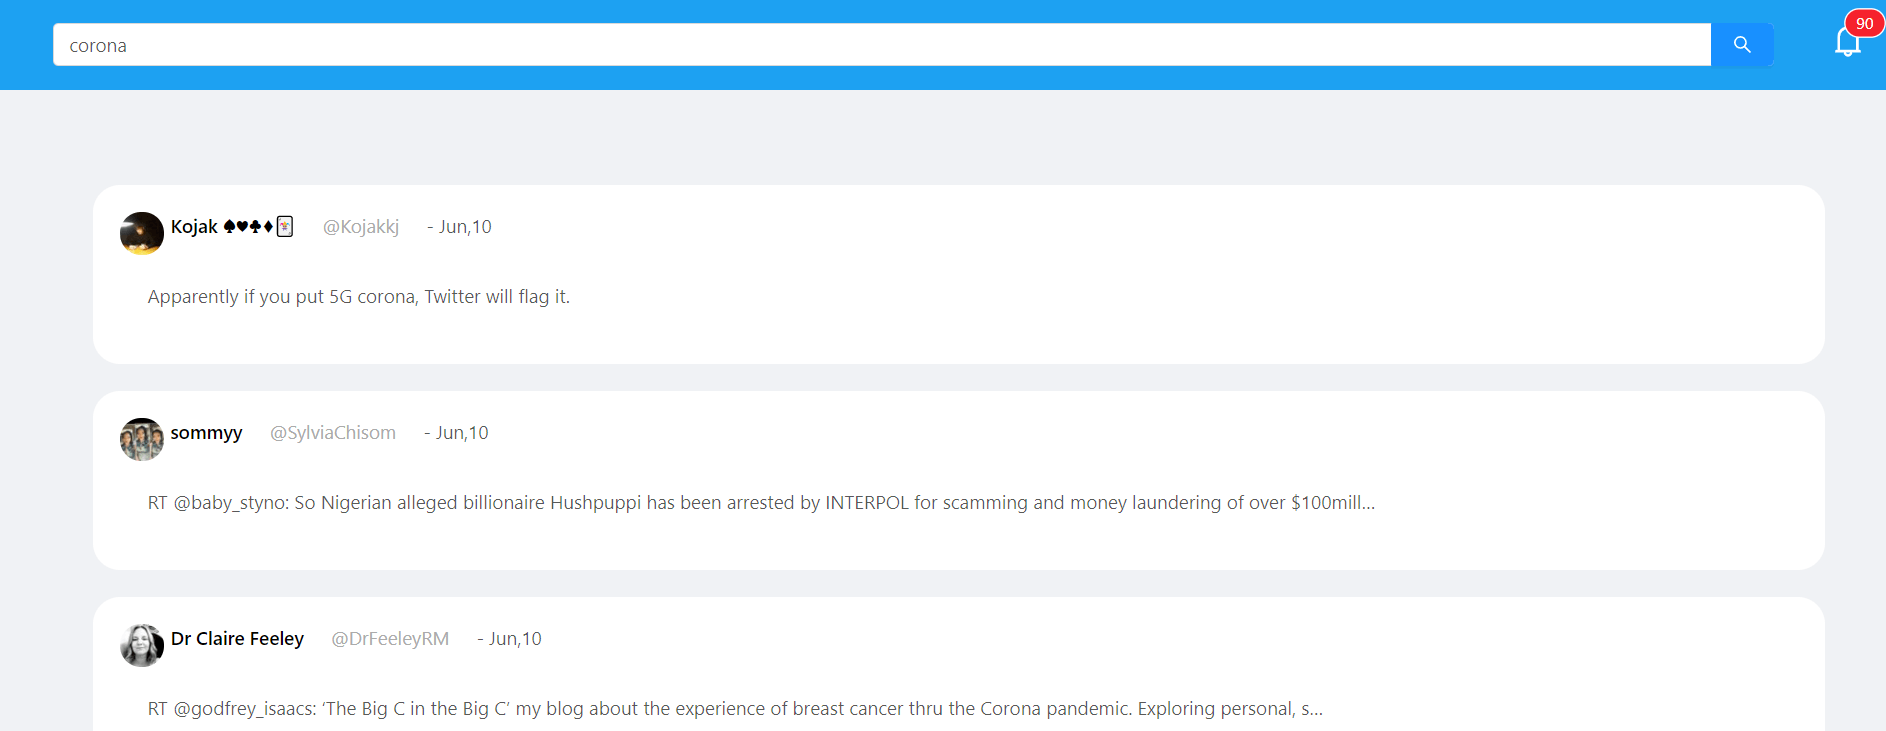 corona
90
Kojak ♠♥♣♦🃏 @Kojakkj - Jun,10
Apparently if you put 5G corona, Twitter will flag it.
sommyy @SylviaChisom - Jun,10
RT @baby_styno: So Nigerian alleged billionaire Hushpuppi has been arrested by INTERPOL for scamming and money laundering of over $100mill...
Dr Claire Feeley @DrFeeleyRM - Jun,10
RT @godfrey_isaacs: ‘The Big C in the Big C’ my blog about the experience of breast cancer thru the Corona pandemic. Exploring personal, s...